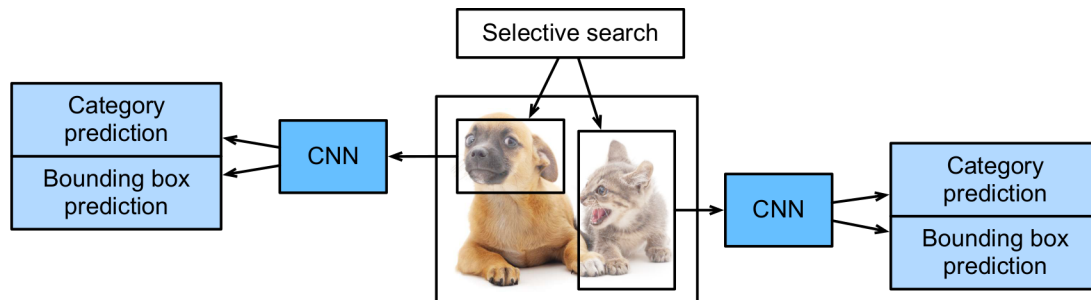 Selective search
Category
prediction
Bounding box
prediction
CNN
CNN
Category
prediction
Bounding box
prediction